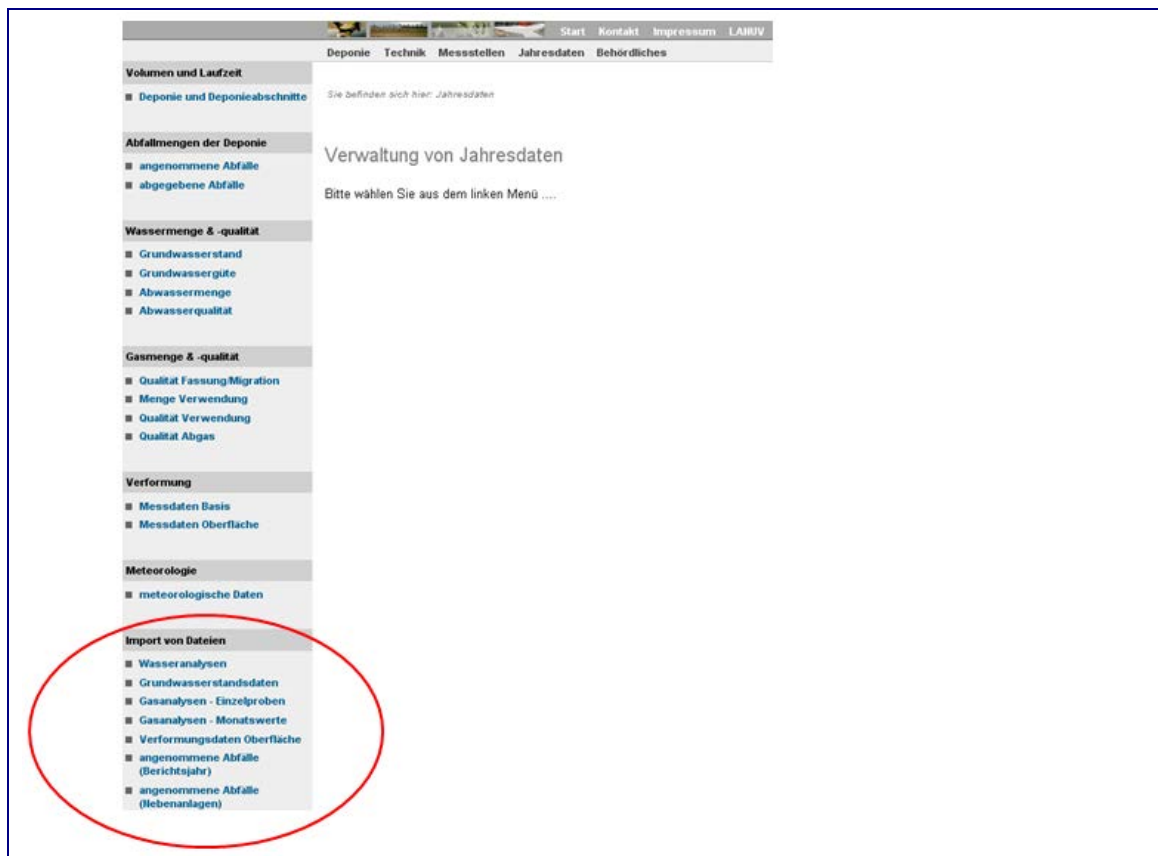 Start Kontakt Impressum LANUV
Deponie Technik Messstellen Jahresdaten Behördliches
Volumen und Laufzeit
Deponie und Deponieabschnitte
Sie befinden sich hier: Jahresdaten
Abfallmengen der Deponie
angenommene Abfälle
abgegebene Abfälle
Verwaltung von Jahresdaten
Bitte wählen Sie aus dem linken Menü ....
Wassermenge & -qualität
Grundwasserstand
Grundwassergüte
Abwassermenge
Abwasserqualität
Gasmenge & -qualität
Qualität Fassung/Migration
Menge Verwendung
Qualität Verwendung
Qualität Abgas
Verformung
Messdaten Basis
Messdaten Oberfläche
Meteorologie
meteorologische Daten
Import von Dateien
Wasseranalysen
Grundwasserstandsdaten
Gasanalysen - Einzelproben
Gasanalysen - Monatswerte
Verformungsdaten Oberfläche
angenommene Abfälle
(Berichtsjahr)
angenommene Abfälle
(Nebenanlagen)